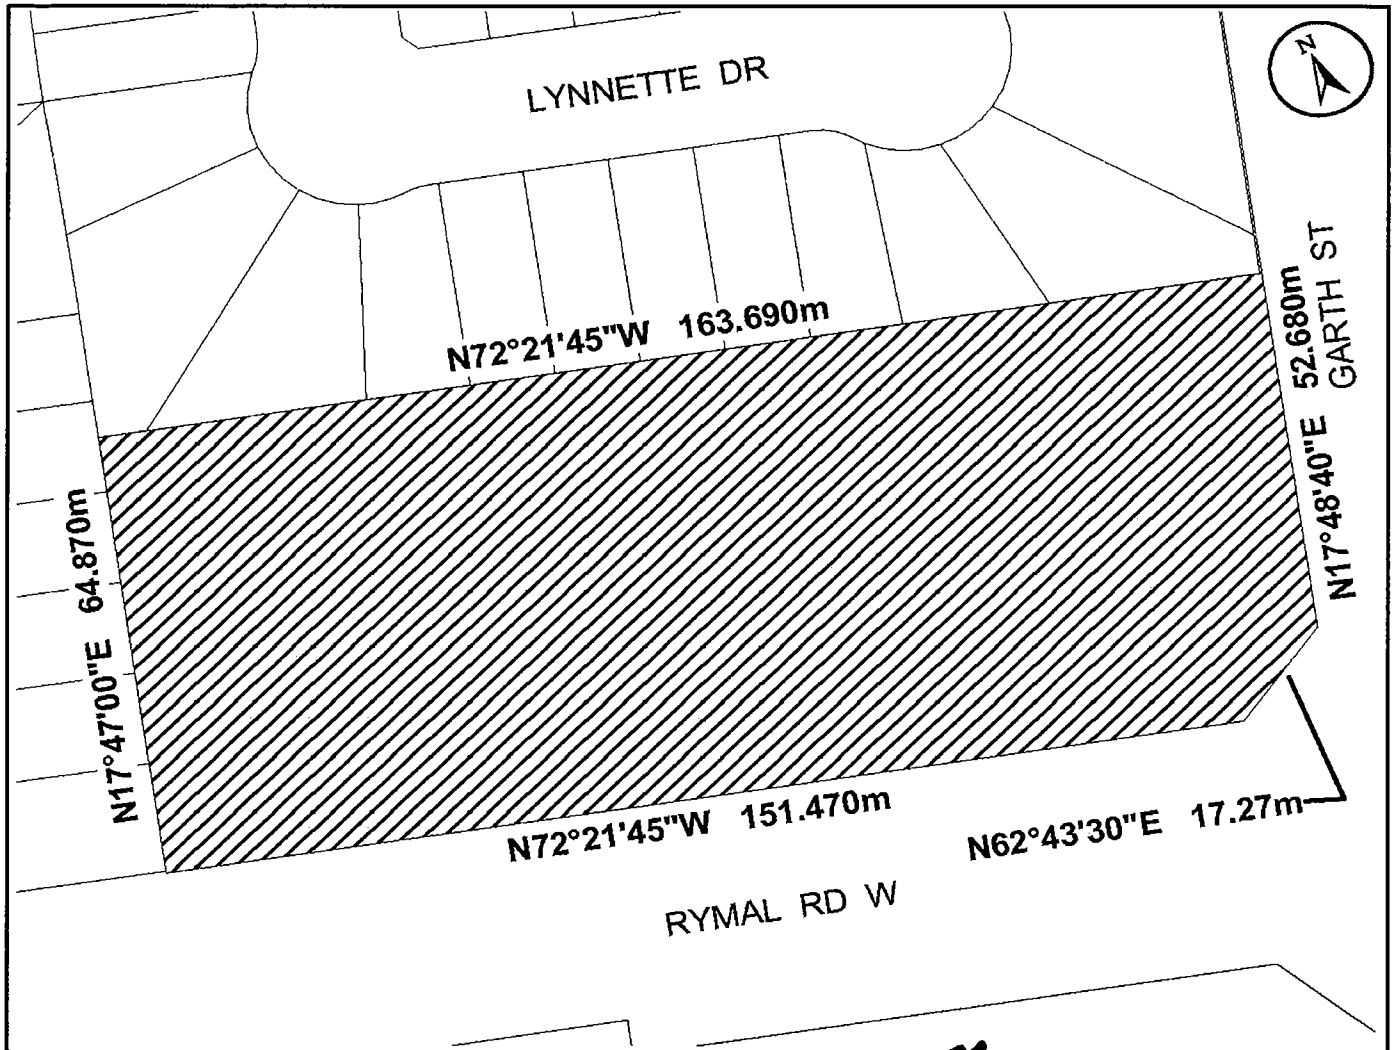 N
LYNNETTE DR
N72°21'45"W 163.690m
N17°48'40"E 52.680m
GARTH ST
N17°47'00"E 64.870m
N72°21'45"W 151.470m
N62°43'30"E 17.27m
RYMAL RD W